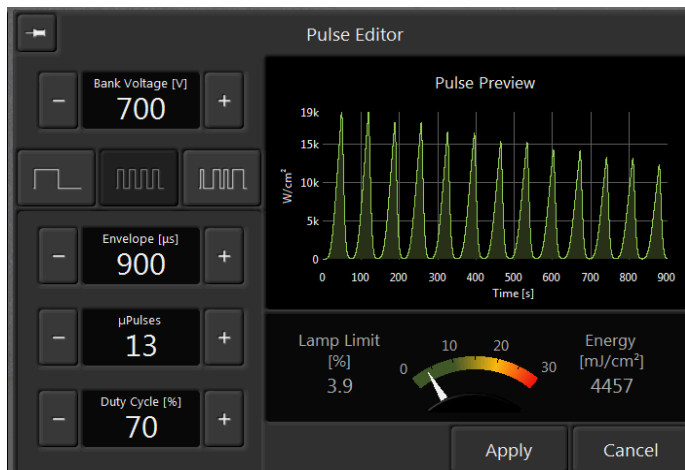 Pulse Editor
Bank Voltage [V]
− 700 +
Envelope [µs]
− 900 +
µPulses
− 13 +
Duty Cycle [%]
− 70 +
Pulse Preview
19k
15k
10k
5k
0
W/cm²
0 100 200 300 400 500 600 700 800 900
Time [s]
Lamp Limit
[%]
3.9
0 10 20 30
Energy
[mJ/cm²]
4457
Apply Cancel